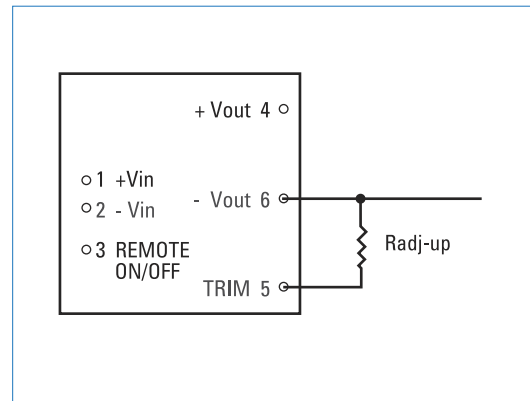 + Vout 4
1 +Vin
2 - Vin
- Vout 6
3 REMOTE
ON/OFF
Radj-up
TRIM 5